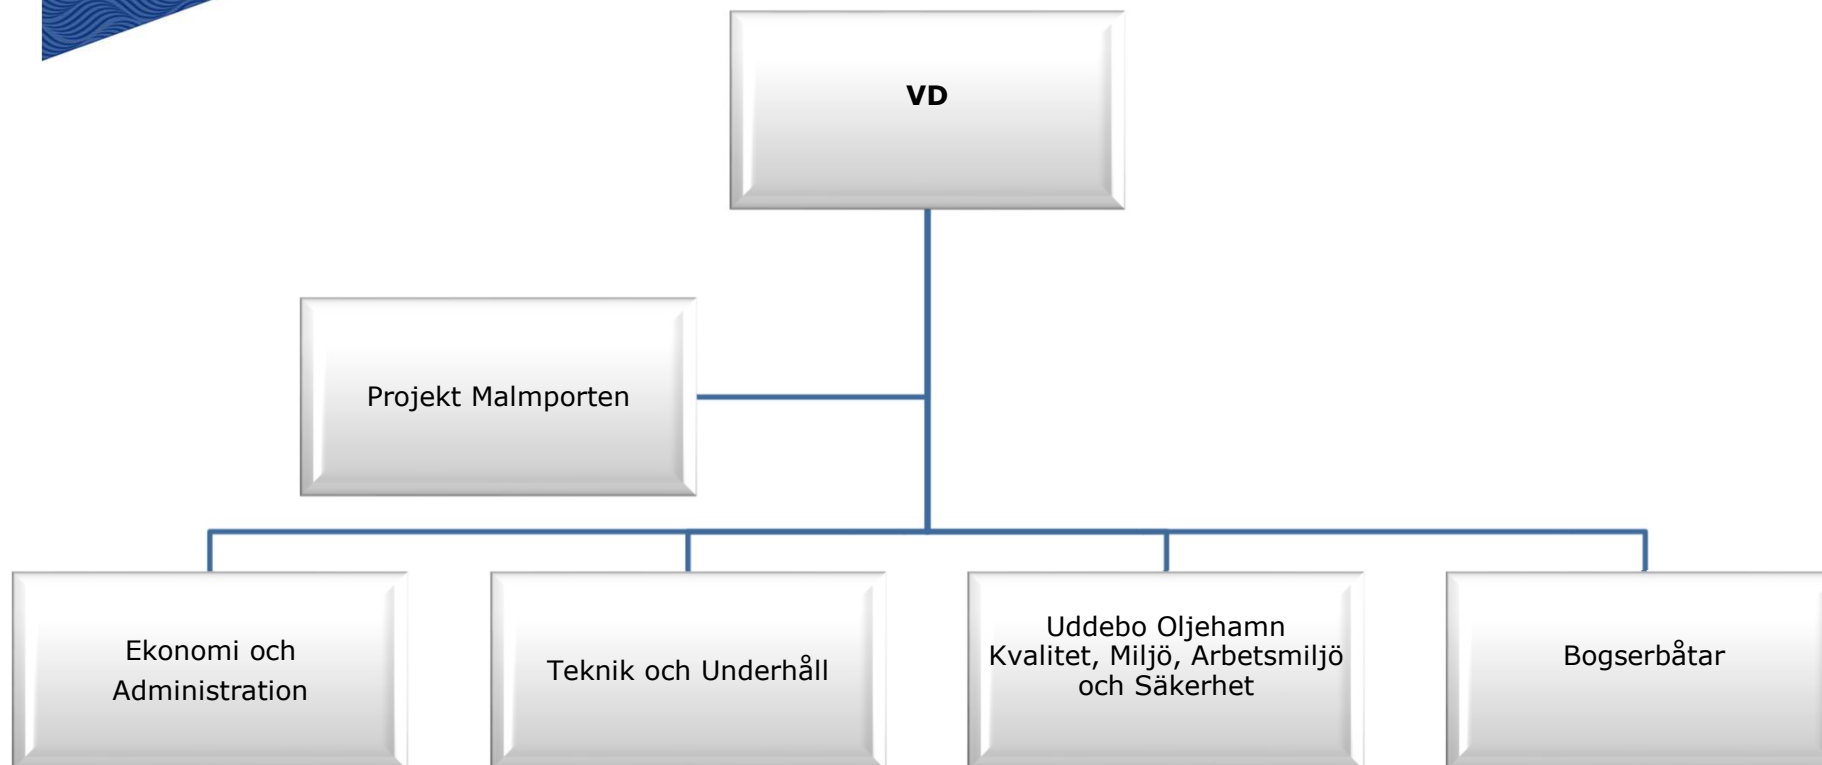 VD
Projekt Malmporten
Ekonomi och
Administration
Teknik och Underhåll
Uddebo Oljehamn
Kvalitet, Miljö, Arbetsmiljö
och Säkerhet
Bogserbåtar